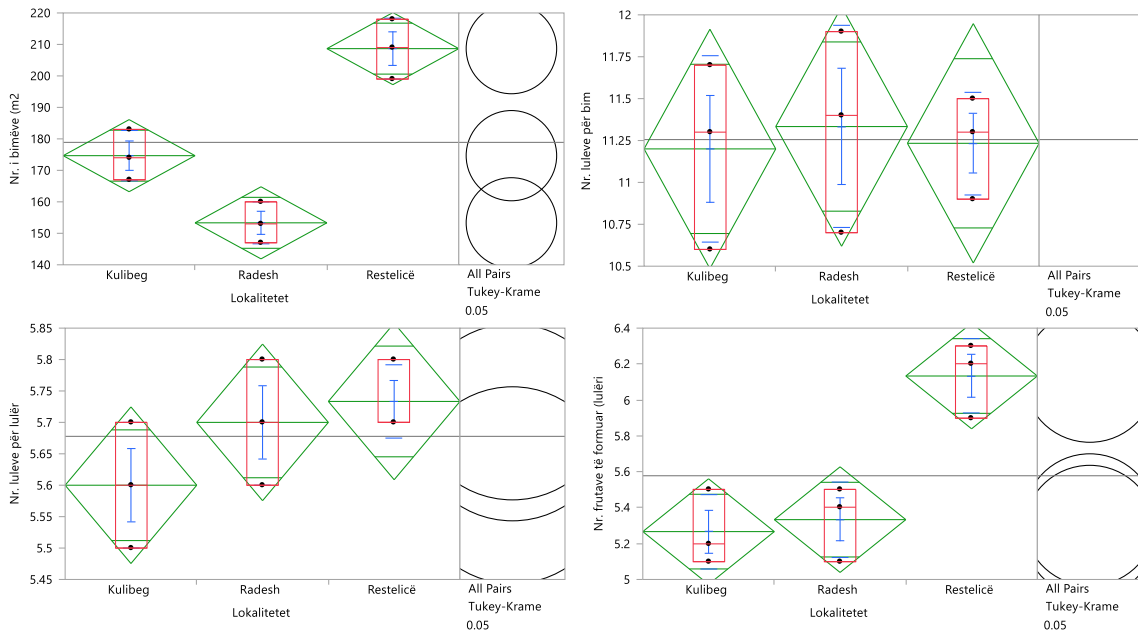 220
210
200
190
180
170
160
150
140
Nr. i bimëve (m2
Kulibeg Radesh Restelicë
Lokalitetet
All Pairs
Tukey-Krame
0.05
12
11.75
11.5
11.25
11
10.75
10.5
Nr. luleve për bim
Kulibeg Radesh Restelicë
Lokalitetet
All Pairs
Tukey-Krame
0.05
5.85
5.8
5.75
5.7
5.65
5.6
5.55
5.5
5.45
Nr. luleve për lulër
Kulibeg Radesh Restelicë
Lokalitetet
All Pairs
Tukey-Krame
0.05
6.4
6.2
6
5.8
5.6
5.4
5.2
5
Nr. frutave të formuar (lulëri
Kulibeg Radesh Restelicë
Lokalitetet
All Pairs
Tukey-Krame
0.05